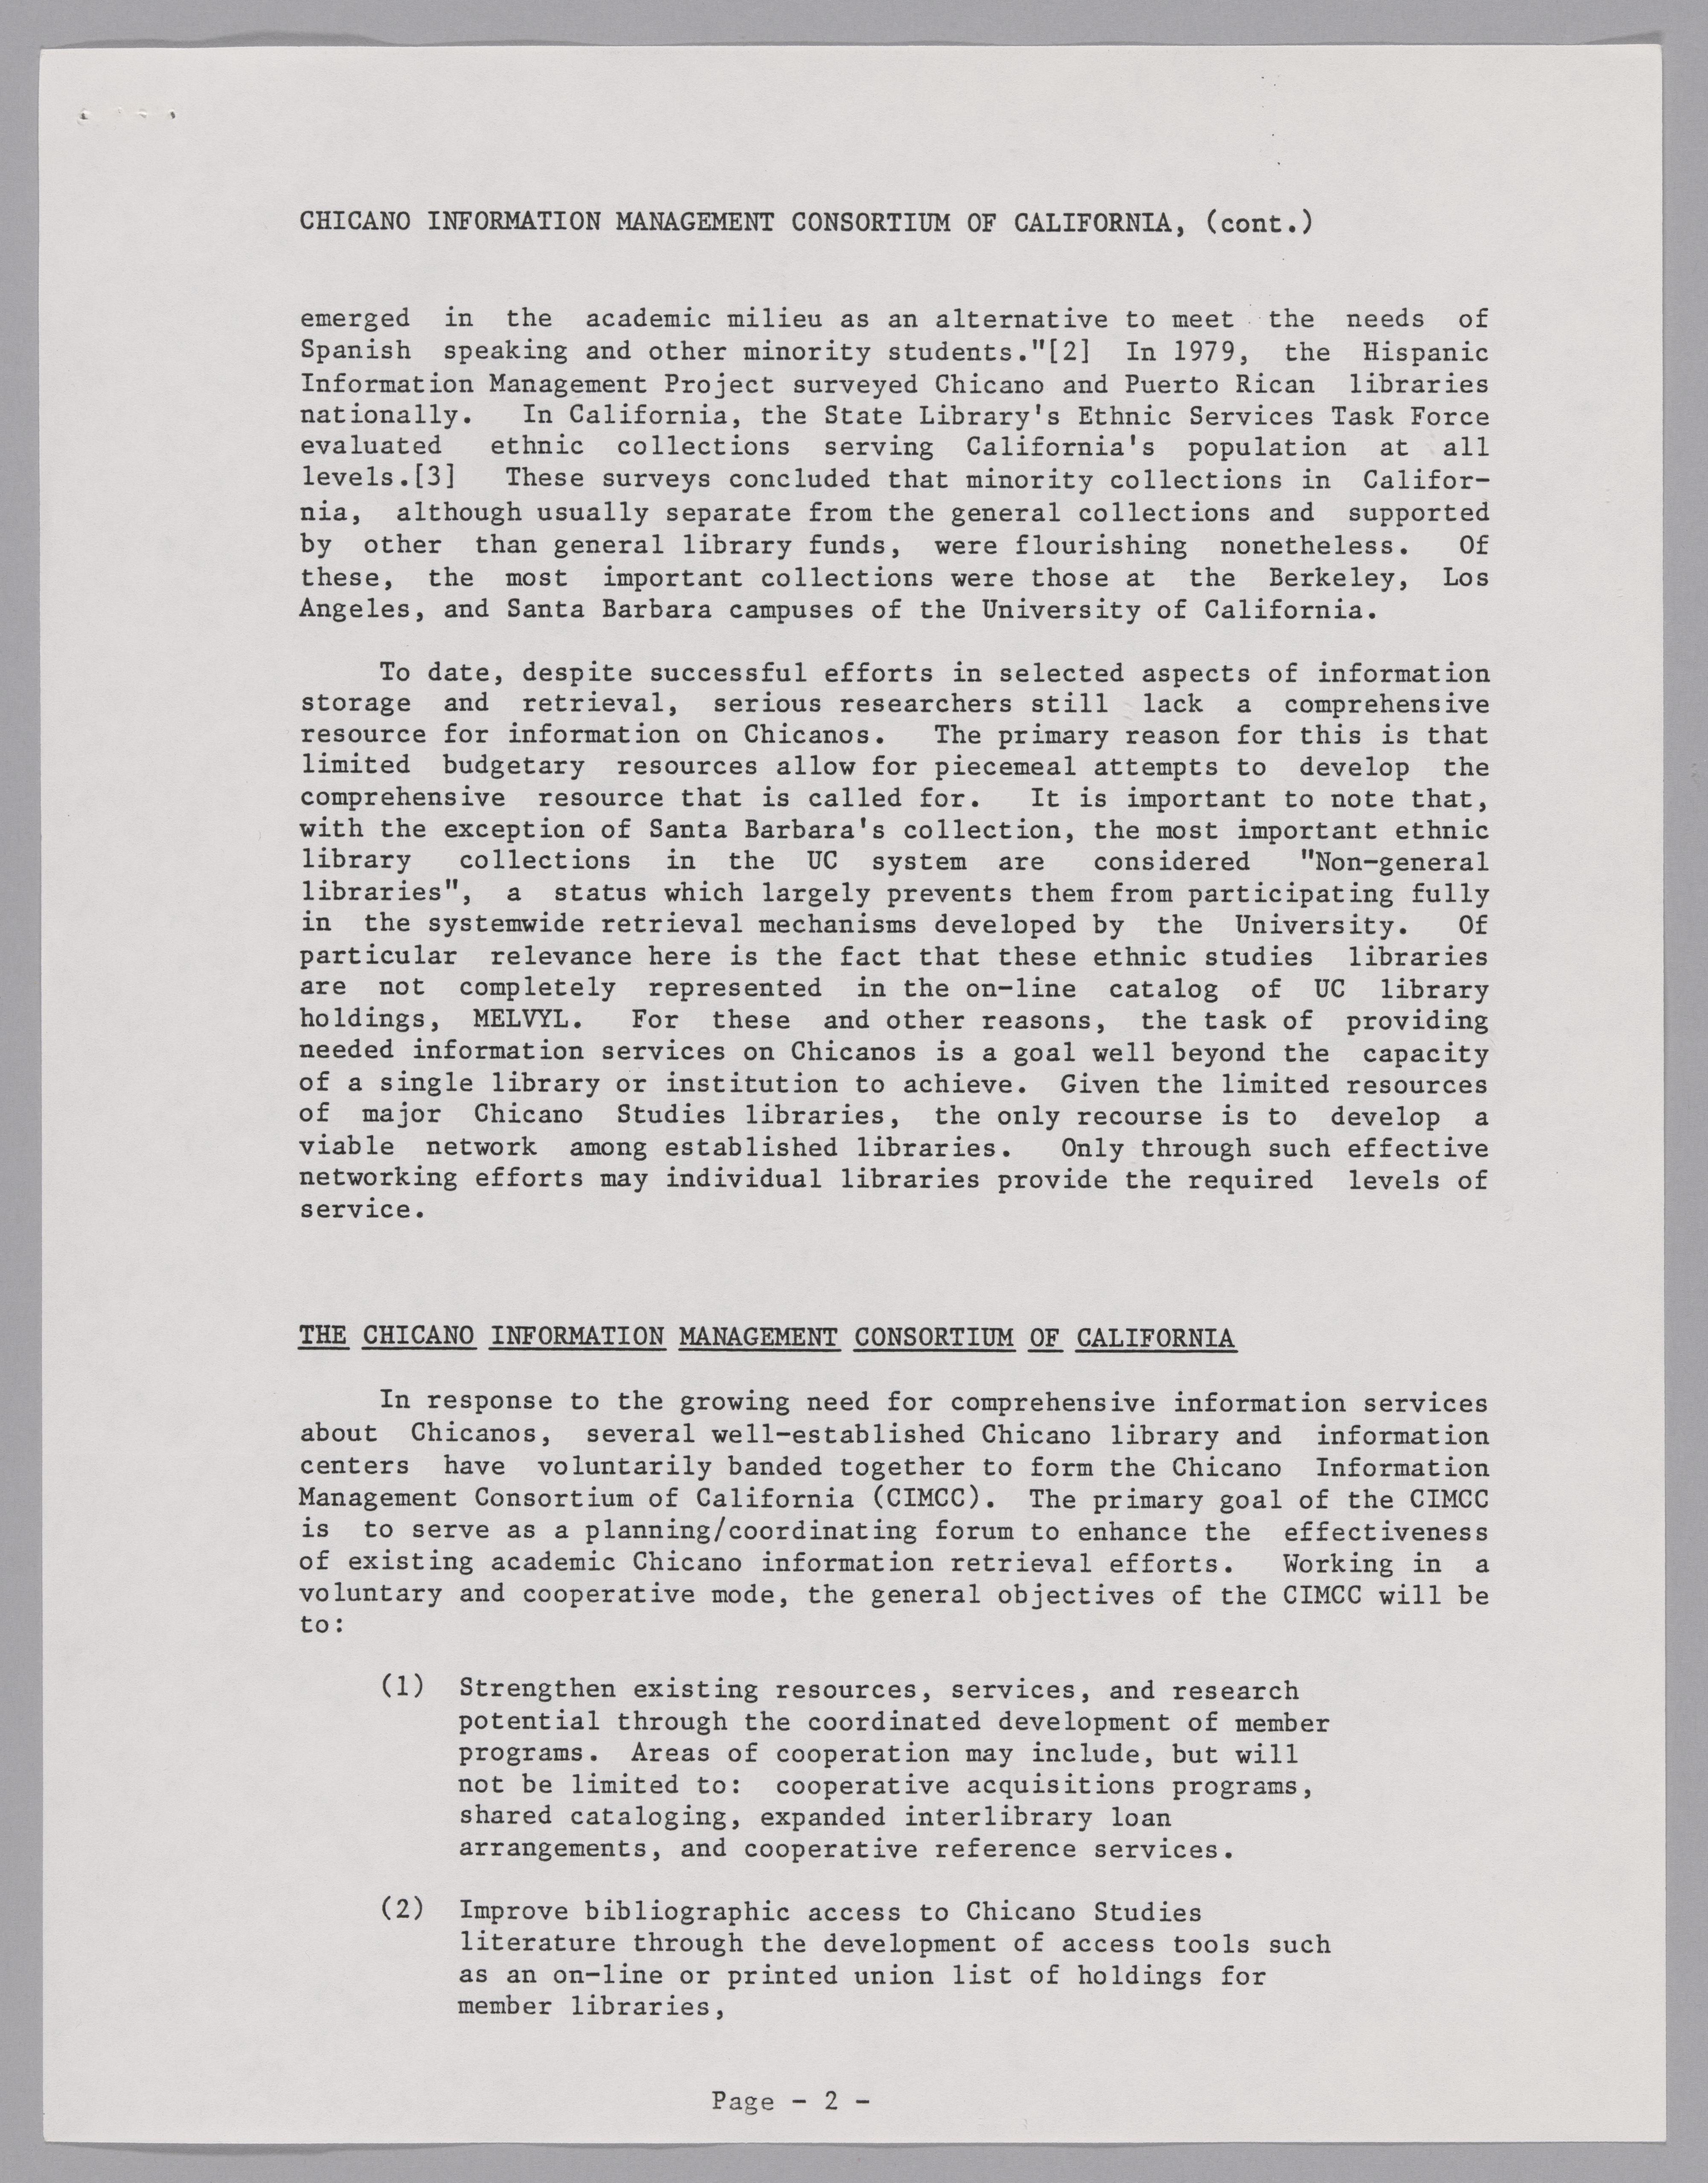 CHICANO INFORMATION MANAGEMENT CONSORTIUM OF CALIFORNIA, (cont.)
emerged in the academic milieu as an alternative to meet the needs of
Spanish speaking and other minority students."[2] In 1979, the Hispanic
Information Management Project surveyed Chicano and Puerto Rican libraries
nationally. In California, the State Library's Ethnic Services Task Force
evaluated ethnic collections serving California's population at all
levels.[3] These surveys concluded that minority collections in Califor-
nia, although usually separate from the general collections and supported
by other than general library funds, were flourishing nonetheless. Of
these, the most important collections were those at the Berkeley, Los
Angeles, and Santa Barbara campuses of the University of California.
To date, despite successful efforts in selected aspects of information
storage and retrieval, serious researchers still lack a comprehensive
resource for information on Chicanos. The primary reason for this is that
limited budgetary resources allow for piecemeal attempts to develop the
comprehensive resource that is called for. It is important to note that,
with the exception of Santa Barbara's collection, the most important ethnic
library collections in the UC system are considered "Non-general
libraries", a status which largely prevents them from participating fully
in the systemwide retrieval mechanisms developed by the University. Of
particular relevance here is the fact that these ethnic studies libraries
are not completely represented in the on-line catalog of UC library
holdings, MELVYL. For these and other reasons, the task of providing
needed information services on Chicanos is a goal well beyond the capacity
of a single library or institution to achieve. Given the limited resources
of major Chicano Studies libraries, the only recourse is to develop a
viable network among established libraries. Only through such effective
networking efforts may individual libraries provide the required levels of
service.
THE CHICANO INFORMATION MANAGEMENT CONSORTIUM OF CALIFORNIA
In response to the growing need for comprehensive information services
about Chicanos, several well-established Chicano library and information
centers have voluntarily banded together to form the Chicano Information
Management Consortium of California (CIMCC). The primary goal of the CIMCC
is to serve as a planning/coordinating forum to enhance the effectiveness
of existing academic Chicano information retrieval efforts. Working in a
voluntary and cooperative mode, the general objectives of the CIMCC will be
to:
(1) Strengthen existing resources, services, and research
potential through the coordinated development of member
programs. Areas of cooperation may include, but will
not be limited to: cooperative acquisitions programs,
shared cataloging, expanded interlibrary loan
arrangements, and cooperative reference services.
(2) Improve bibliographic access to Chicano Studies
literature through the development of access tools such
as an on-line or printed union list of holdings for
member libraries,
Page - 2 -